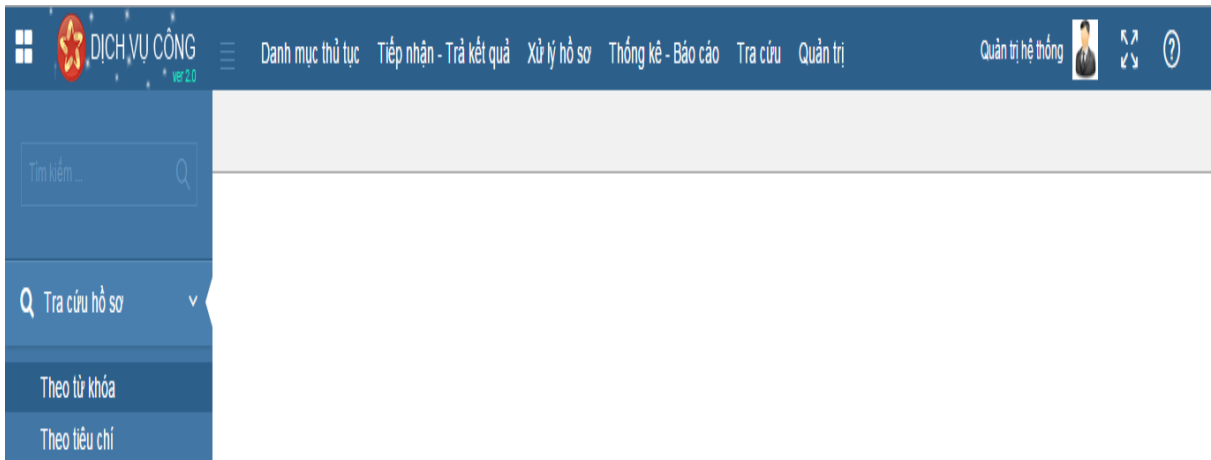 DỊCH VỤ CÔNG
ver 2.0
Danh mục thủ tục Tiếp nhận - Trả kết quả Xử lý hồ sơ Thống kê - Báo cáo Tra cứu Quản trị Quản trị hệ thống
Tìm kiếm ...
Tra cứu hồ sơ
Theo từ khóa
Theo tiêu chí